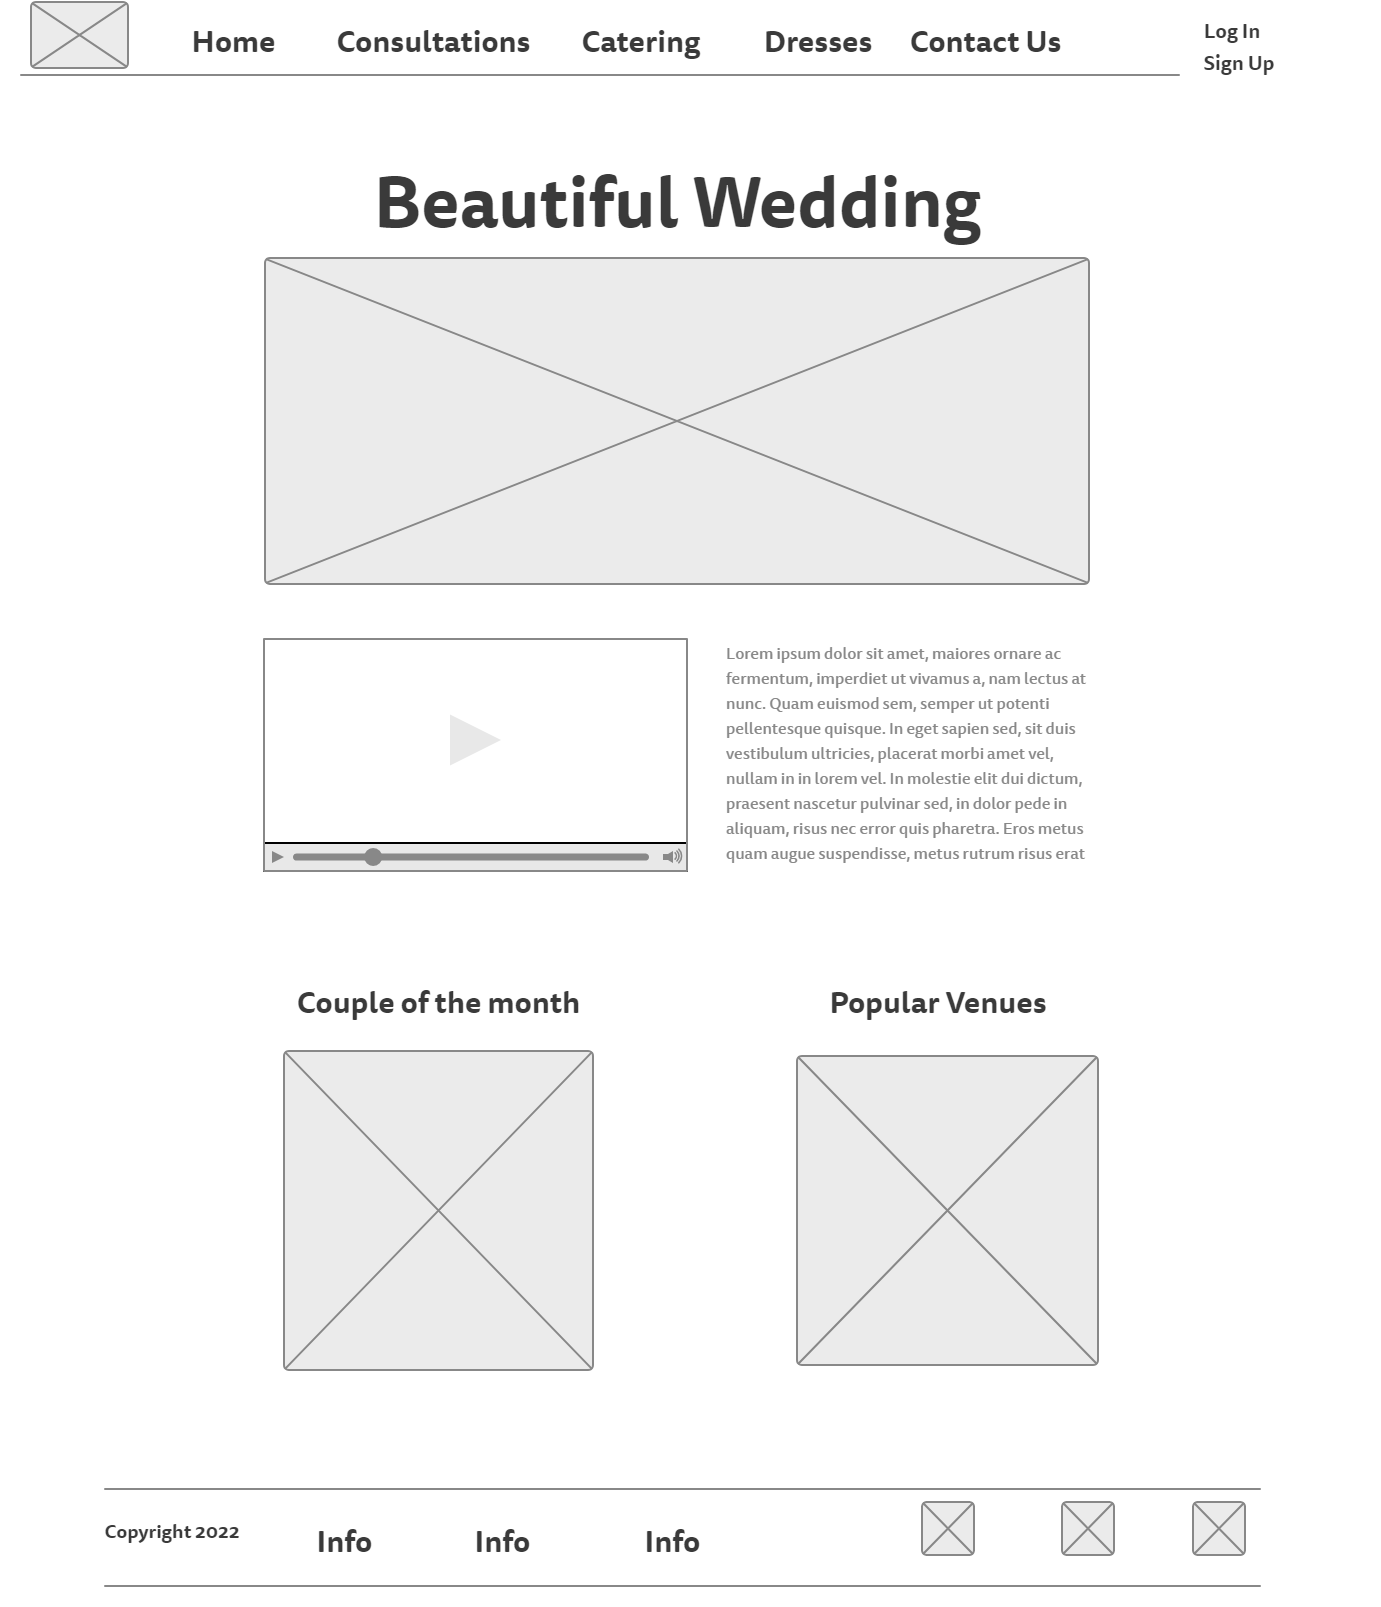 Home Consultations Catering Dresses Contact Us
Log In
Sign Up
Beautiful Wedding
Lorem ipsum dolor sit amet, maiores ornare ac
fermentum, imperdiet ut vivamus a, nam lectus at
nunc. Quam euismod sem, semper ut potenti
pellentesque quisque. In eget sapien sed, sit duis
vestibulum ultricies, placerat morbi amet vel,
nullam in in lorem vel. In molestie elit dui dictum,
praesent nascetur pulvinar sed, in dolor pede in
aliquam, risus nec error quis pharetra. Eros metus
quam augue suspendisse, metus rutrum risus erat
Couple of the month
Popular Venues
Copyright 2022
Info Info Info